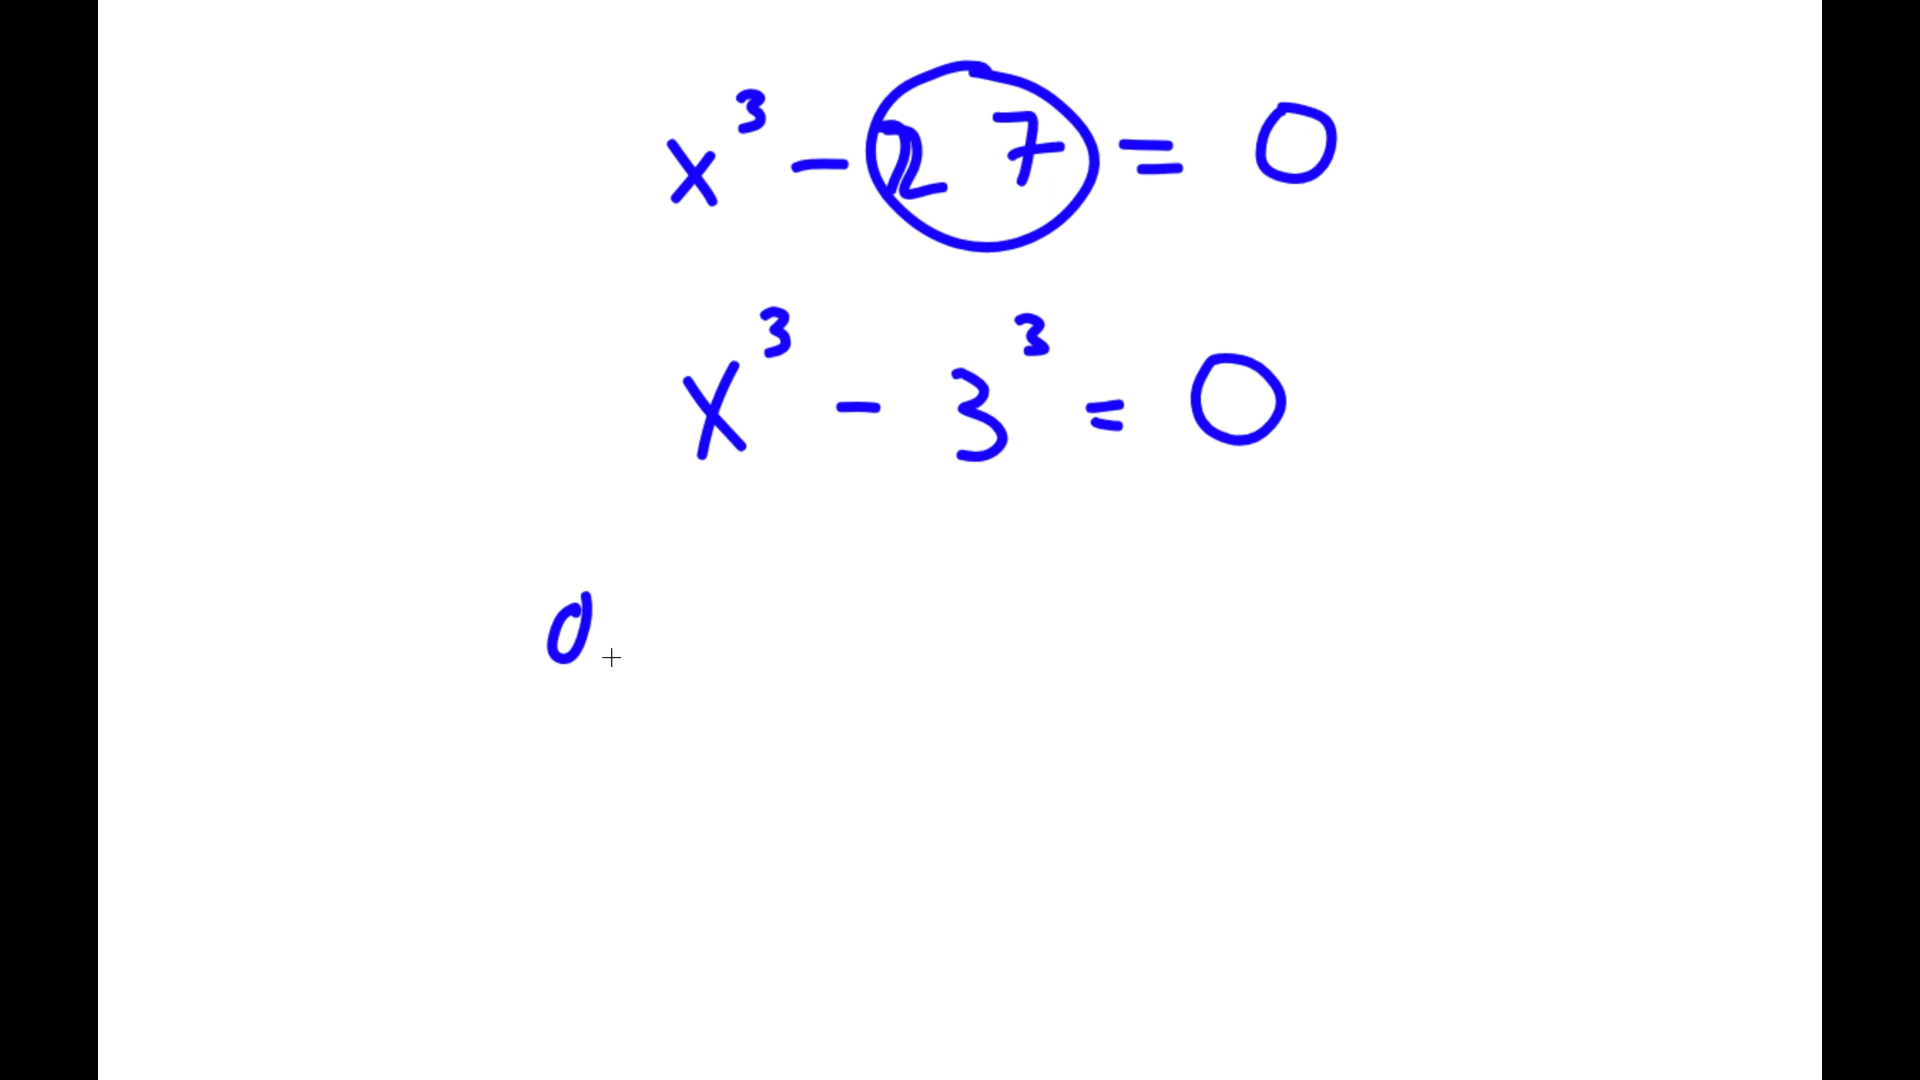 x³ - 27 = 0
x³ - 3³ = 0
a